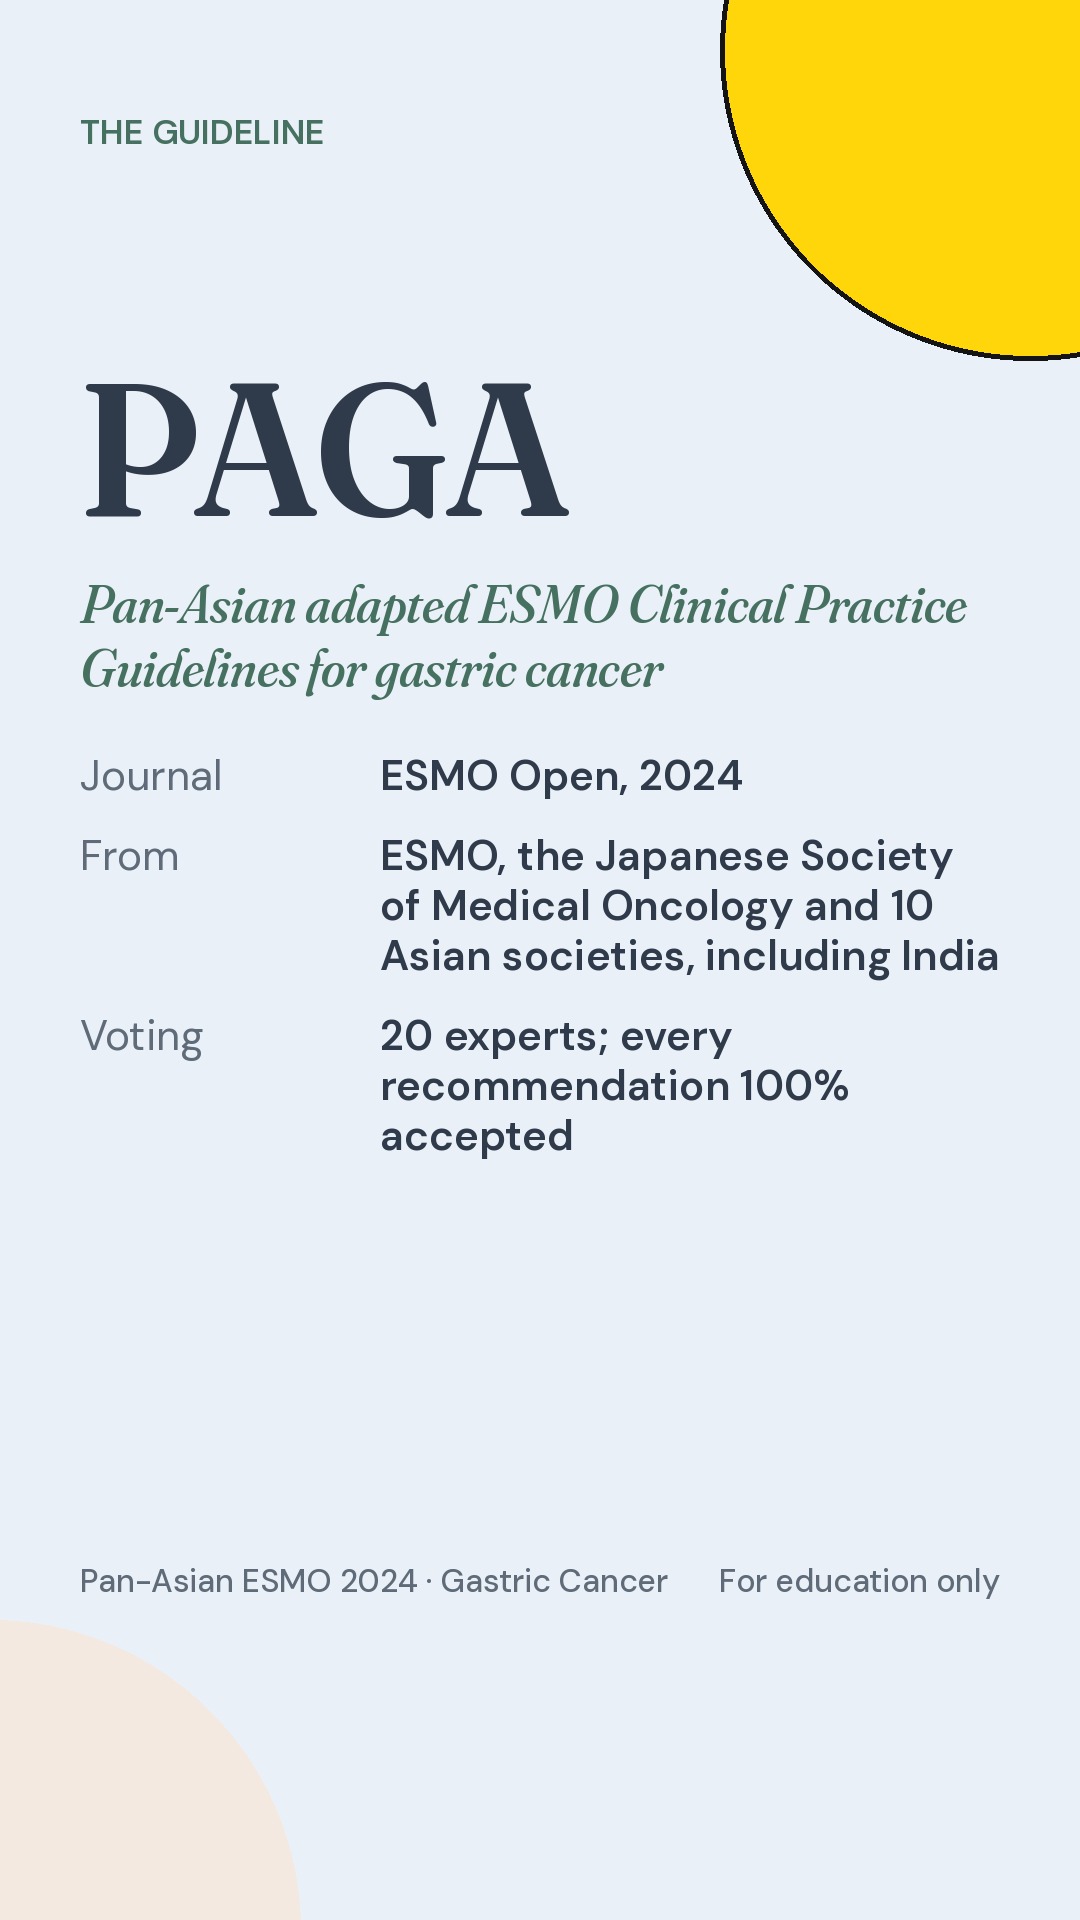 THE GUIDELINE
PAGA
Pan-Asian adapted ESMO Clinical Practice
Guidelines for gastric cancer
Journal ESMO Open, 2024
From ESMO, the Japanese Society
of Medical Oncology and 10
Asian societies, including India
Voting 20 experts; every
recommendation 100%
accepted
Pan-Asian ESMO 2024 · Gastric Cancer For education only